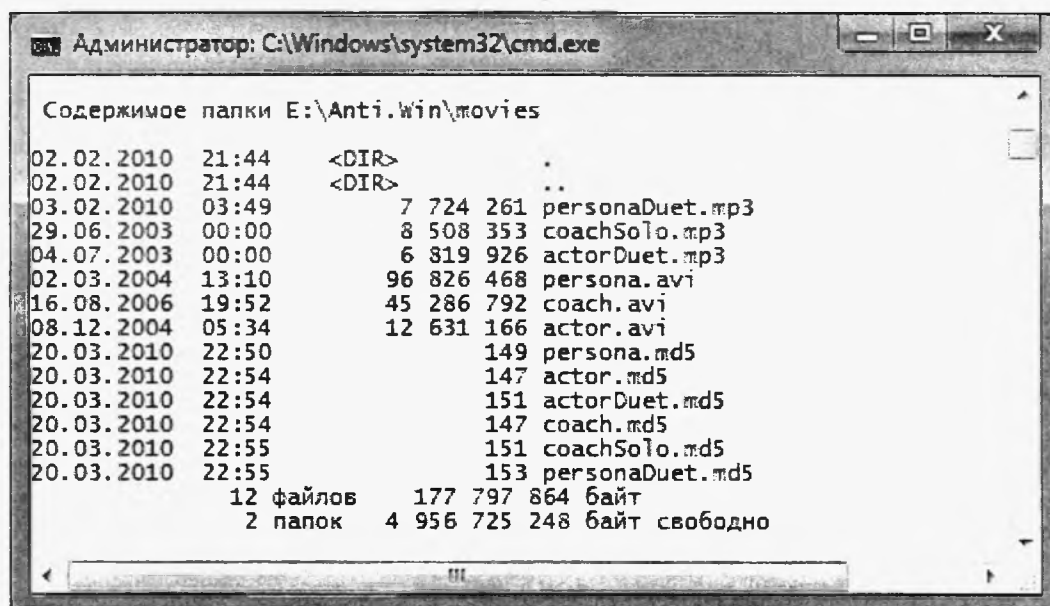 Администратор: C:\Windows\system32\cmd.exe
Содержимое папки E:\Anti.Win\movies
02.02.2010 21:44 <DIR> .
02.02.2010 21:44 <DIR> ..
03.02.2010 03:49 7 724 261 personaDuet.mp3
29.06.2003 00:00 8 508 353 coachSolo.mp3
04.07.2003 00:00 6 819 926 actorDuet.mp3
02.03.2004 13:10 96 826 468 persona.avi
16.08.2006 19:52 45 286 792 coach.avi
08.12.2004 05:34 12 631 166 actor.avi
20.03.2010 22:50 149 persona.md5
20.03.2010 22:54 147 actor.md5
20.03.2010 22:54 151 actorDuet.md5
20.03.2010 22:54 147 coach.md5
20.03.2010 22:55 151 coachSolo.md5
20.03.2010 22:55 153 personaDuet.md5
12 файлов 177 797 864 байт
2 папок 4 956 725 248 байт свободно